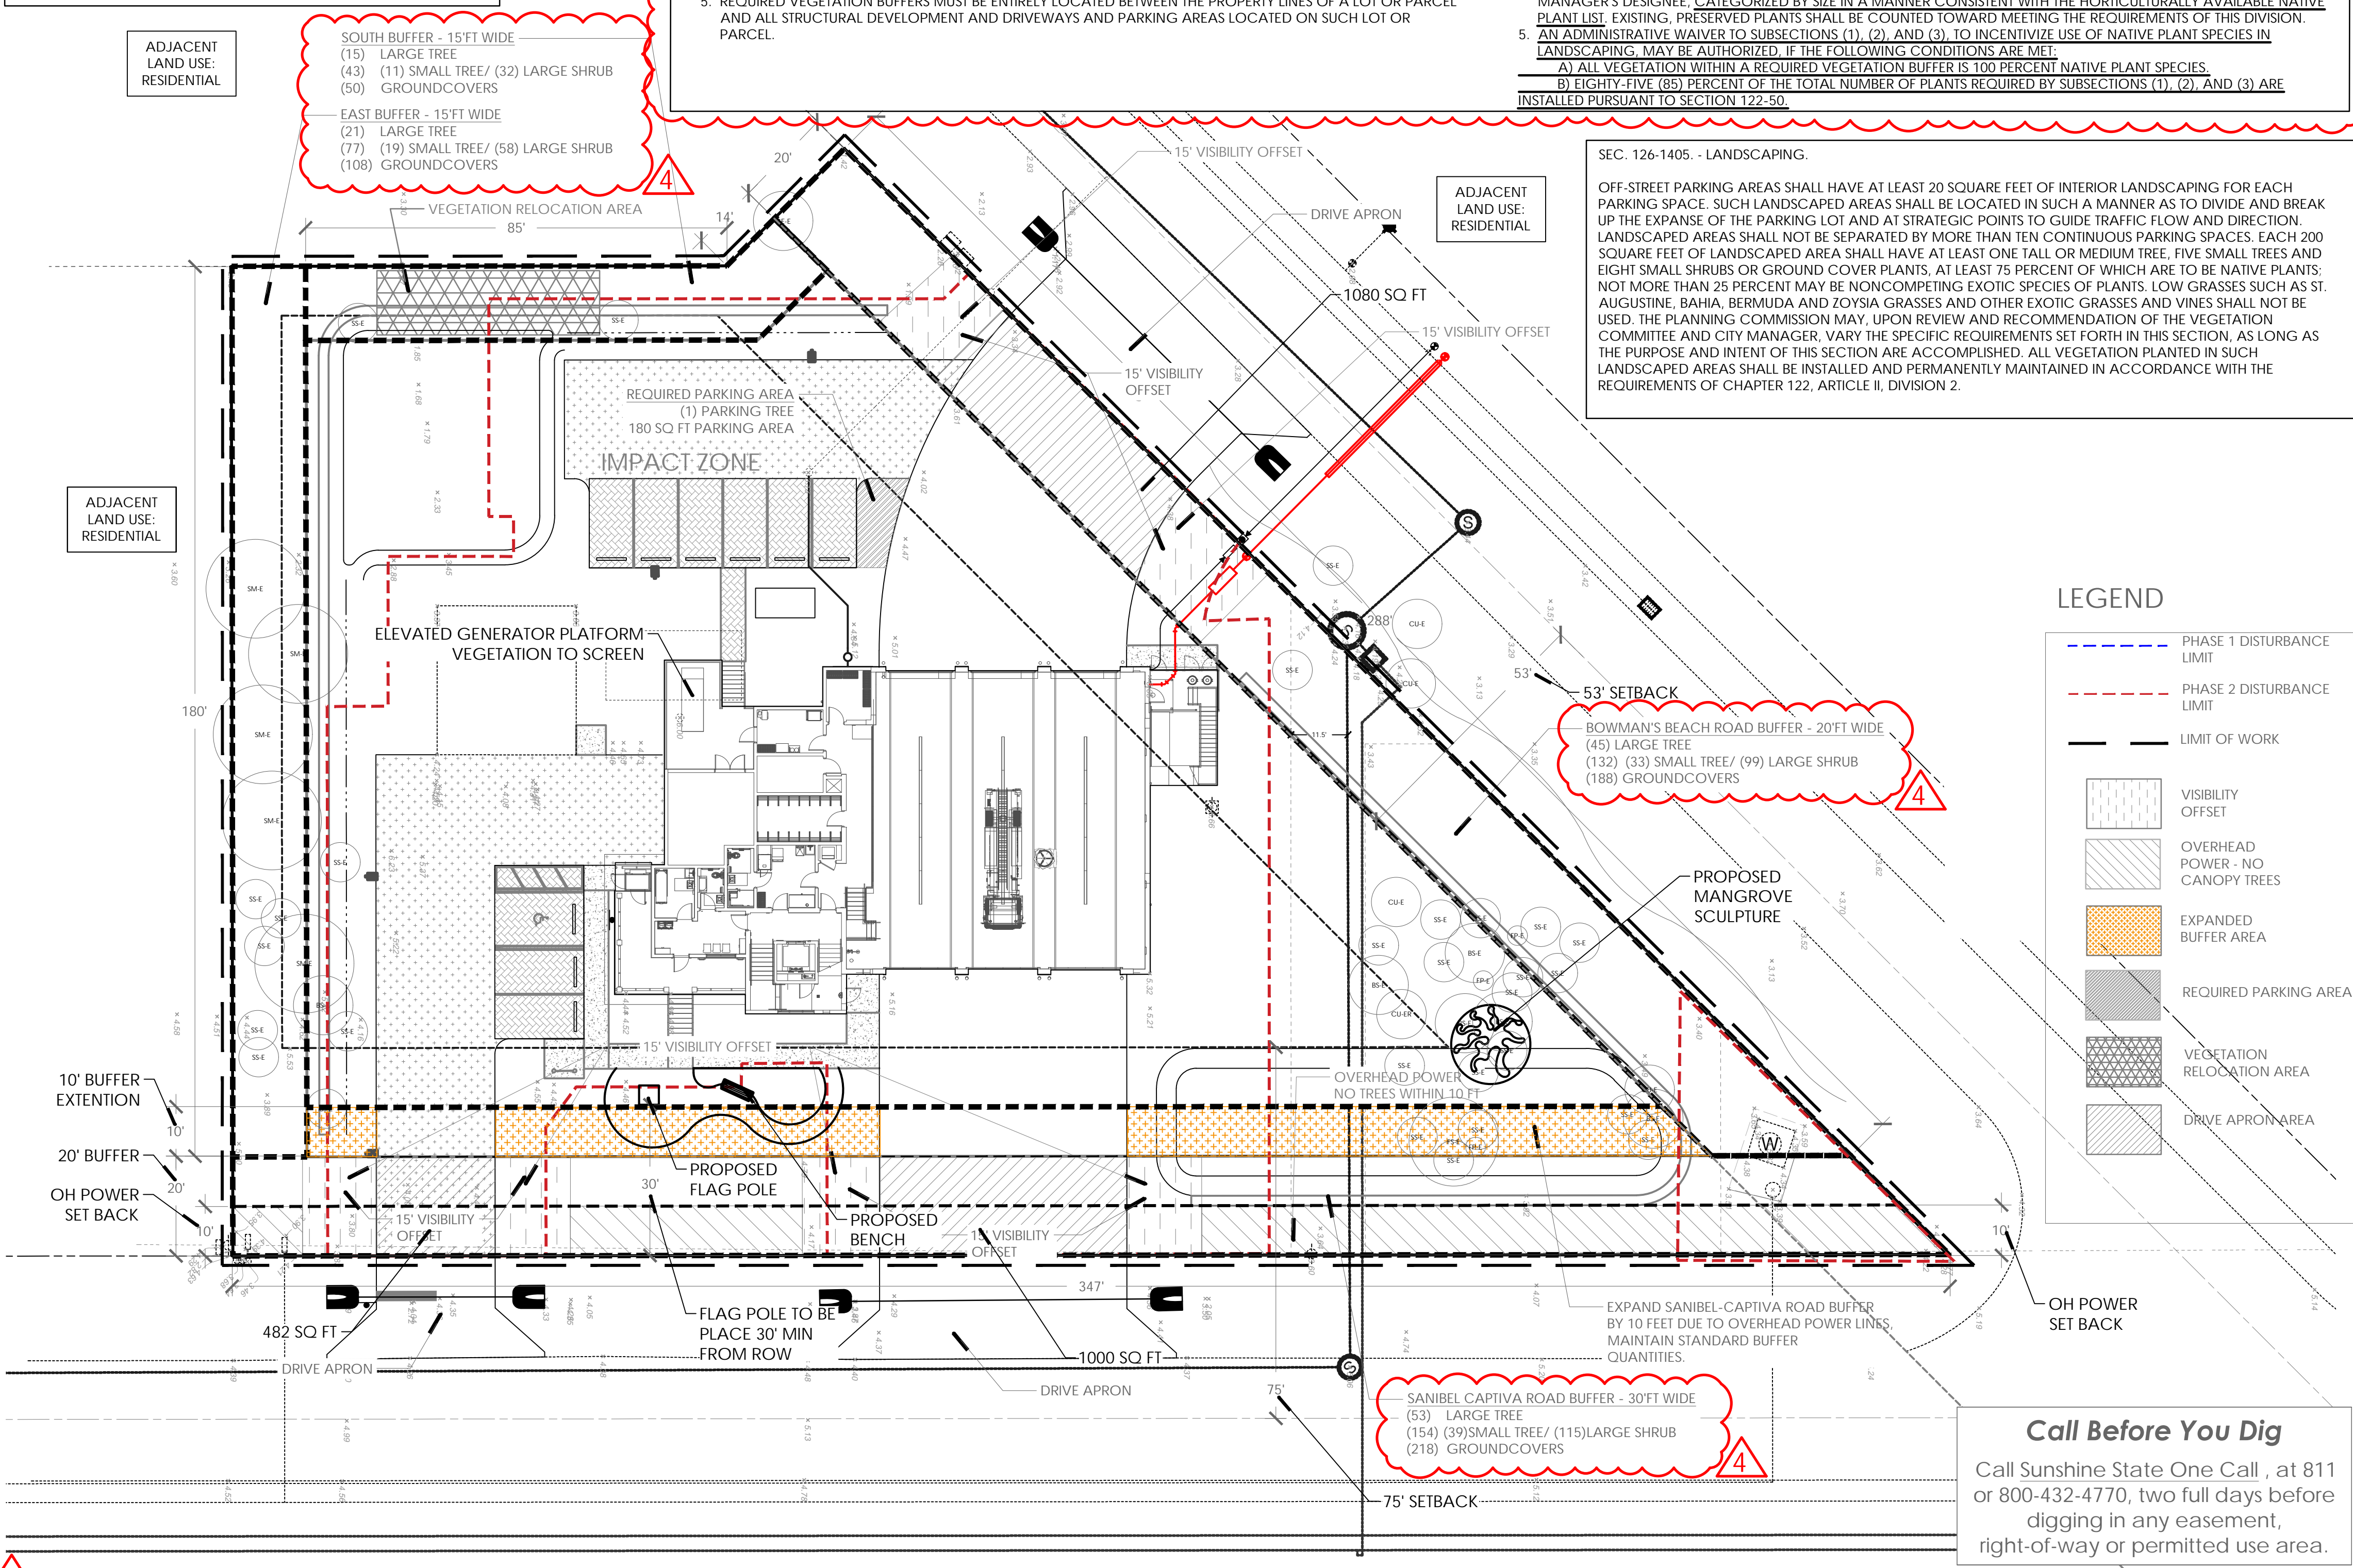 5. REQUIRED VEGETATION BUFFERS MUST BE ENTIRELY LOCATED BETWEEN THE PROPERTY LINES OF A LOT OR PARCEL
AND ALL STRUCTURAL DEVELOPMENT AND DRIVEWAYS AND PARKING AREAS LOCATED ON SUCH LOT OR
PARCEL.
MANAGER'S DESIGNEE, CATEGORIZED BY SIZE IN A MANNER CONSISTENT WITH THE HORTICULTURALLY AVAILABLE NATIVE
PLANT LIST. EXISTING, PRESERVED PLANTS SHALL BE COUNTED TOWARD MEETING THE REQUIREMENTS OF THIS DIVISION.
5. AN ADMINISTRATIVE WAIVER TO SUBSECTIONS (1), (2), AND (3), TO INCENTIVIZE USE OF NATIVE PLANT SPECIES IN
LANDSCAPING, MAY BE AUTHORIZED, IF THE FOLLOWING CONDITIONS ARE MET:
A) ALL VEGETATION WITHIN A REQUIRED VEGETATION BUFFER IS 100 PERCENT NATIVE PLANT SPECIES.
B) EIGHTY-FIVE (85) PERCENT OF THE TOTAL NUMBER OF PLANTS REQUIRED BY SUBSECTIONS (1), (2), AND (3) ARE
INSTALLED PURSUANT TO SECTION 122-50.
ADJACENT
LAND USE:
RESIDENTIAL
SOUTH BUFFER - 15'FT WIDE
(15) LARGE TREE
(43) (11) SMALL TREE/ (32) LARGE SHRUB
(50) GROUNDCOVERS
EAST BUFFER - 15'FT WIDE
(21) LARGE TREE
(77) (19) SMALL TREE/ (58) LARGE SHRUB
(108) GROUNDCOVERS
4
SEC. 126-1405. - LANDSCAPING.
OFF-STREET PARKING AREAS SHALL HAVE AT LEAST 20 SQUARE FEET OF INTERIOR LANDSCAPING FOR EACH
PARKING SPACE. SUCH LANDSCAPED AREAS SHALL BE LOCATED IN SUCH A MANNER AS TO DIVIDE AND BREAK
UP THE EXPANSE OF THE PARKING LOT AND AT STRATEGIC POINTS TO GUIDE TRAFFIC FLOW AND DIRECTION.
LANDSCAPED AREAS SHALL NOT BE SEPARATED BY MORE THAN TEN CONTINUOUS PARKING SPACES. EACH 200
SQUARE FEET OF LANDSCAPED AREA SHALL HAVE AT LEAST ONE TALL OR MEDIUM TREE, FIVE SMALL TREES AND
EIGHT SMALL SHRUBS OR GROUND COVER PLANTS, AT LEAST 75 PERCENT OF WHICH ARE TO BE NATIVE PLANTS;
NOT MORE THAN 25 PERCENT MAY BE NONCOMPETING EXOTIC SPECIES OF PLANTS. LOW GRASSES SUCH AS ST.
AUGUSTINE, BAHIA, BERMUDA AND ZOYSIA GRASSES AND OTHER EXOTIC GRASSES AND VINES SHALL NOT BE
USED. THE PLANNING COMMISSION MAY, UPON REVIEW AND RECOMMENDATION OF THE VEGETATION
COMMITTEE AND CITY MANAGER, VARY THE SPECIFIC REQUIREMENTS SET FORTH IN THIS SECTION, AS LONG AS
THE PURPOSE AND INTENT OF THIS SECTION ARE ACCOMPLISHED. ALL VEGETATION PLANTED IN SUCH
LANDSCAPED AREAS SHALL BE INSTALLED AND PERMANENTLY MAINTAINED IN ACCORDANCE WITH THE
REQUIREMENTS OF CHAPTER 122, ARTICLE II, DIVISION 2.
ADJACENT
LAND USE:
RESIDENTIAL
20'
15' VISIBILITY OFFSET
VEGETATION RELOCATION AREA
14'
85'
DRIVE APRON
1080 SQ FT
15' VISIBILITY OFFSET
15' VISIBILITY
OFFSET
REQUIRED PARKING AREA
(1) PARKING TREE
180 SQ FT PARKING AREA
IMPACT ZONE
ADJACENT
LAND USE:
RESIDENTIAL
ELEVATED GENERATOR PLATFORM
VEGETATION TO SCREEN
180'
288'
53'
53' SETBACK
11.5'
S
S
SM-E
SM-E
SM-E
SS-E
SS-E
SS-E
CU-E
CU-E
BS-E
CU-ER
BOWMAN'S BEACH ROAD BUFFER - 20'FT WIDE
(45) LARGE TREE
(132) (33) SMALL TREE/ (99) LARGE SHRUB
(188) GROUNDCOVERS
4
LEGEND
PHASE 1 DISTURBANCE
LIMIT
PHASE 2 DISTURBANCE
LIMIT
LIMIT OF WORK
VISIBILITY
OFFSET
OVERHEAD
POWER - NO
CANOPY TREES
EXPANDED
BUFFER AREA
REQUIRED PARKING AREA
VEGETATION
RELOCATION AREA
DRIVE APRON AREA
PROPOSED
MANGROVE
SCULPTURE
15' VISIBILITY OFFSET
OVERHEAD POWER
NO TREES WITHIN 10 FT
10' BUFFER
EXTENTION
10'
20' BUFFER
20'
OH POWER
SET BACK
10'
W
PROPOSED
FLAG POLE
30'
PROPOSED
BENCH
15' VISIBILITY
OFFSET
15' VISIBILITY
OFFSET
10'
347'
482 SQ FT
DRIVE APRON
FLAG POLE TO BE
PLACE 30' MIN
FROM ROW
1000 SQ FT
DRIVE APRON
S
EXPAND SANIBEL-CAPTIVA ROAD BUFFER
BY 10 FEET DUE TO OVERHEAD POWER LINES,
MAINTAIN STANDARD BUFFER
QUANTITIES.
OH POWER
SET BACK
75'
SANIBEL CAPTIVA ROAD BUFFER - 30'FT WIDE
(53) LARGE TREE
(154) (39)SMALL TREE/ (115)LARGE SHRUB
(218) GROUNDCOVERS
4
75' SETBACK
Call Before You Dig
Call Sunshine State One Call , at 811
or 800-432-4770, two full days before
digging in any easement,
right-of-way or permitted use area.